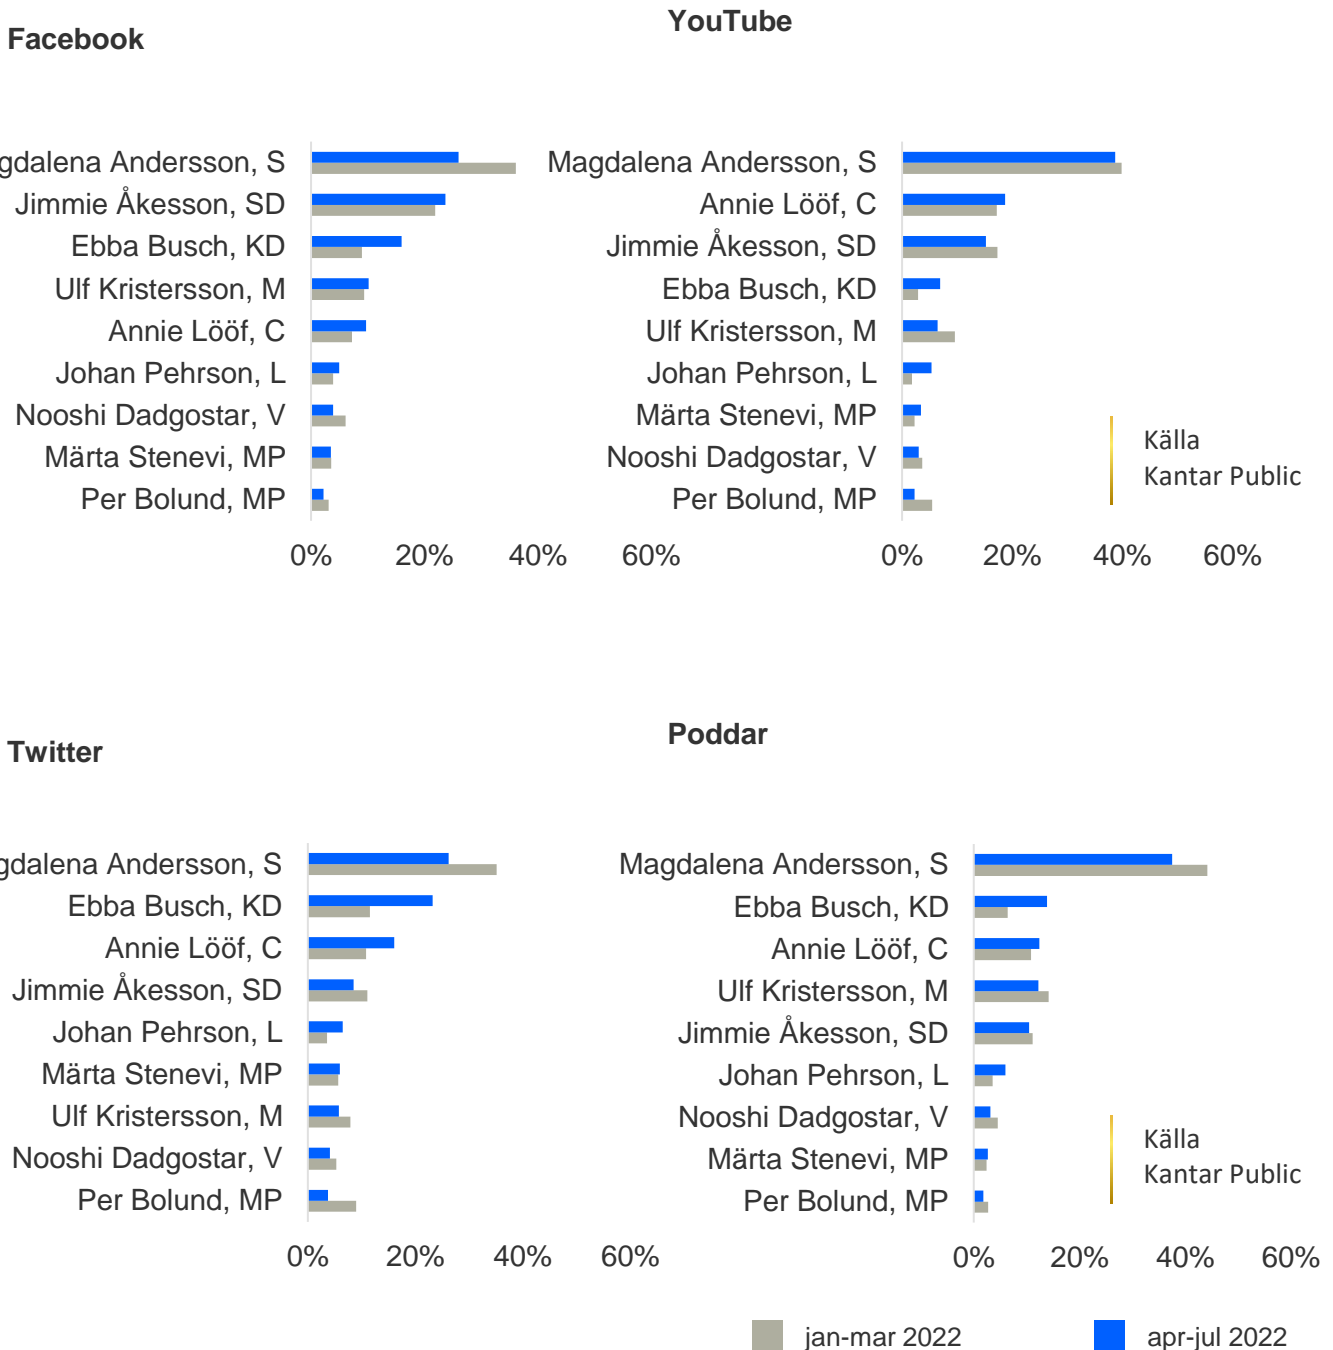 Facebook
gdalena Andersson, S
Jimmie Åkesson, SD
Ebba Busch, KD
Ulf Kristersson, M
Annie Lööf, C
Johan Pehrson, L
Nooshi Dadgostar, V
Märta Stenevi, MP
Per Bolund, MP
0% 20% 40% 60%
YouTube
Magdalena Andersson, S
Annie Lööf, C
Jimmie Åkesson, SD
Ebba Busch, KD
Ulf Kristersson, M
Johan Pehrson, L
Märta Stenevi, MP
Nooshi Dadgostar, V
Per Bolund, MP
0% 20% 40% 60%
Källa
Kantar Public
Twitter
gdalena Andersson, S
Ebba Busch, KD
Annie Lööf, C
Jimmie Åkesson, SD
Johan Pehrson, L
Märta Stenevi, MP
Ulf Kristersson, M
Nooshi Dadgostar, V
Per Bolund, MP
0% 20% 40% 60%
Poddar
Magdalena Andersson, S
Ebba Busch, KD
Annie Lööf, C
Ulf Kristersson, M
Jimmie Åkesson, SD
Johan Pehrson, L
Nooshi Dadgostar, V
Märta Stenevi, MP
Per Bolund, MP
0% 20% 40% 60%
Källa
Kantar Public
jan-mar 2022 apr-jul 2022